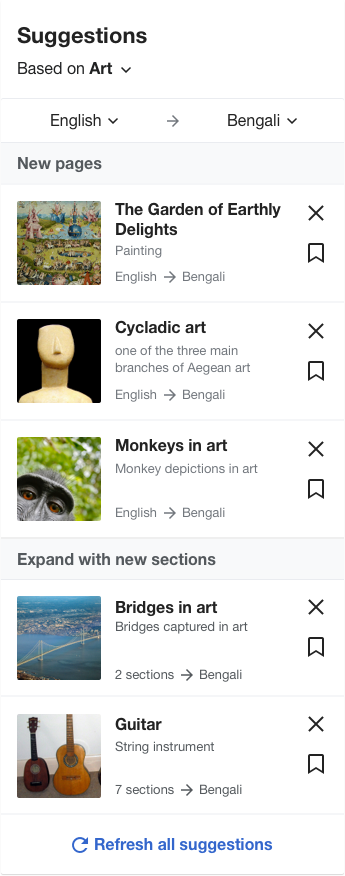 Suggestions
Based on Art
English → Bengali
New pages
The Garden of Earthly
Delights
Painting
English → Bengali
Cycladic art
one of the three main
branches of Aegean art
English → Bengali
Monkeys in art
Monkey depictions in art
English → Bengali
Expand with new sections
Bridges in art
Bridges captured in art
2 sections → Bengali
Guitar
String instrument
7 sections → Bengali
Refresh all suggestions